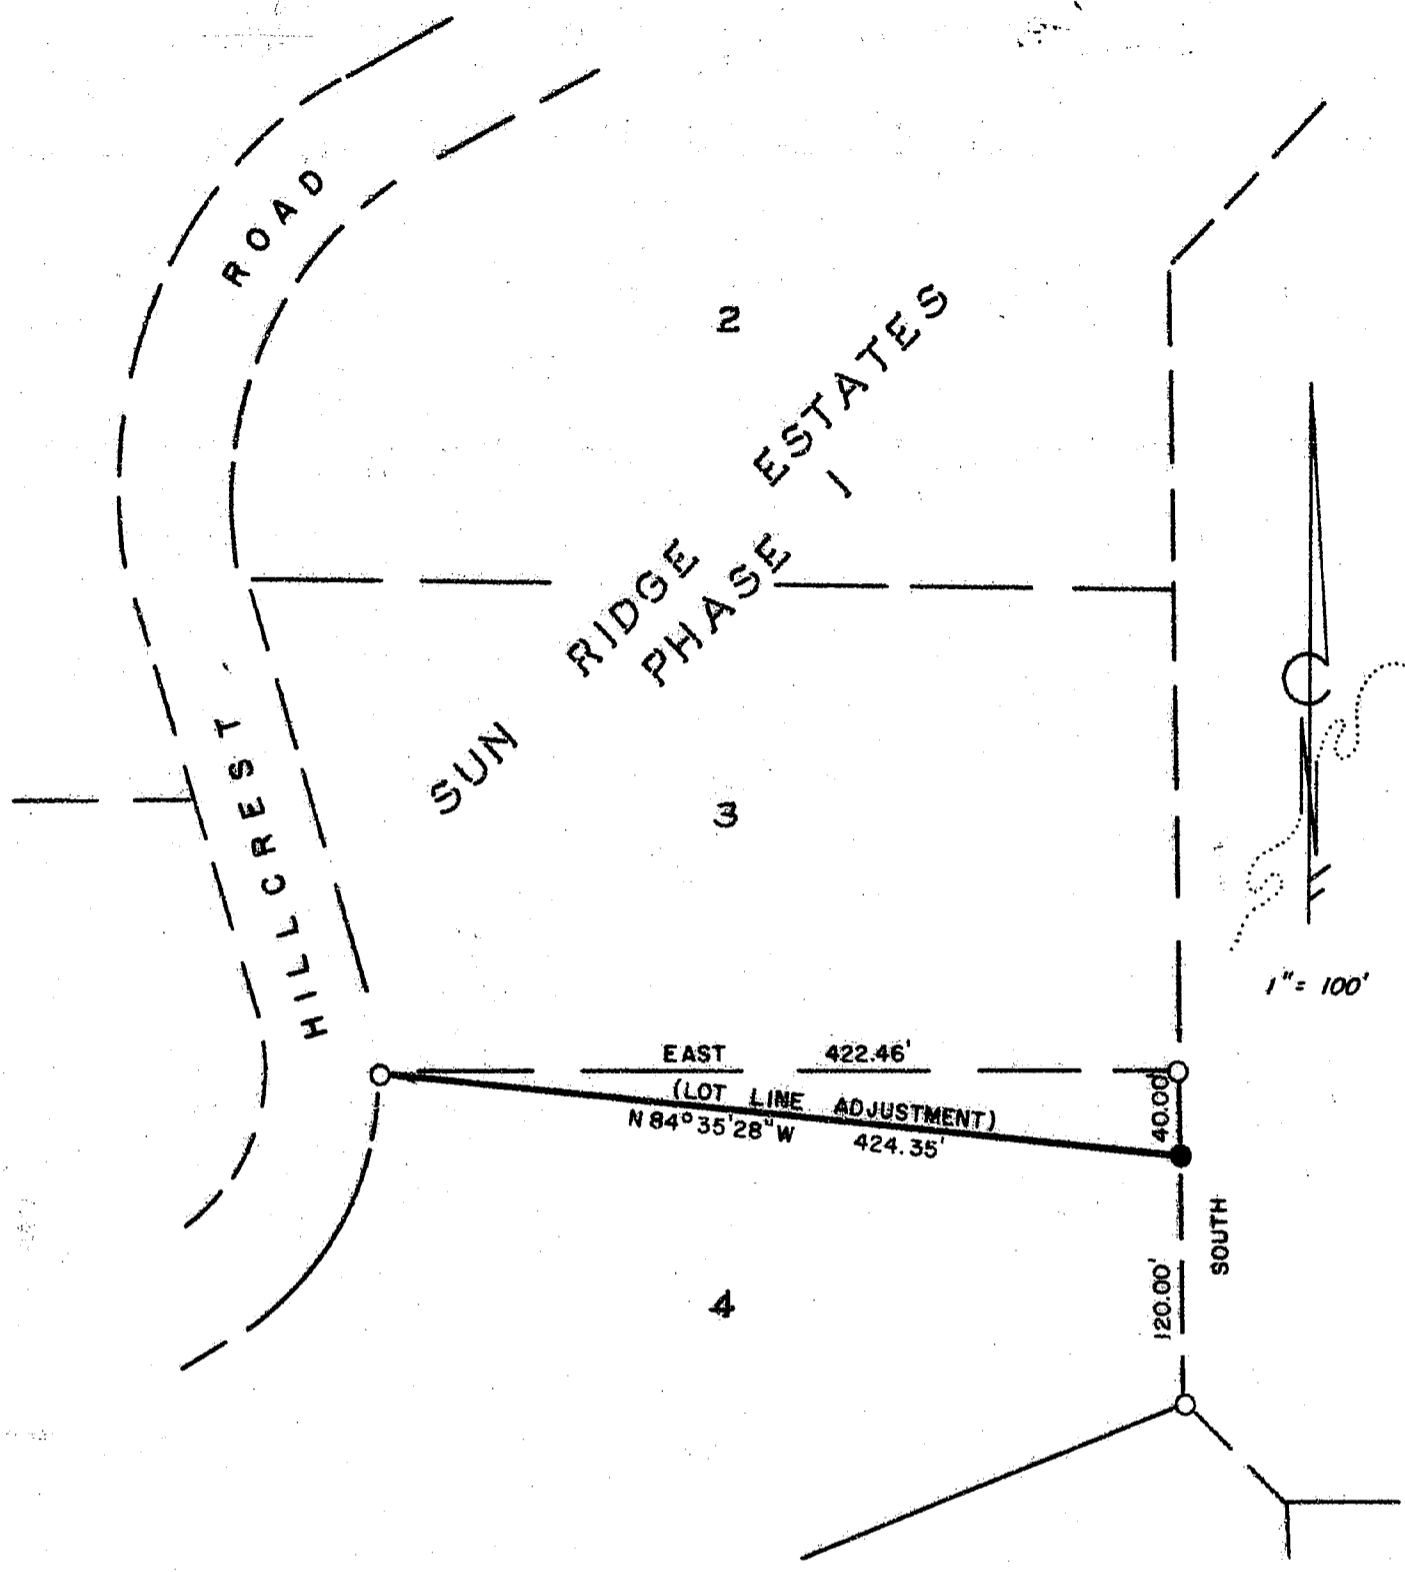 ROAD
2
SUN RIDGE ESTATES
PHASE 1
HILLCREST
3
1" = 100'
EAST 422.46'
(LOT LINE ADJUSTMENT)
N 84° 35' 28" W 424.35'
40.00'
SOUTH
120.00'
4